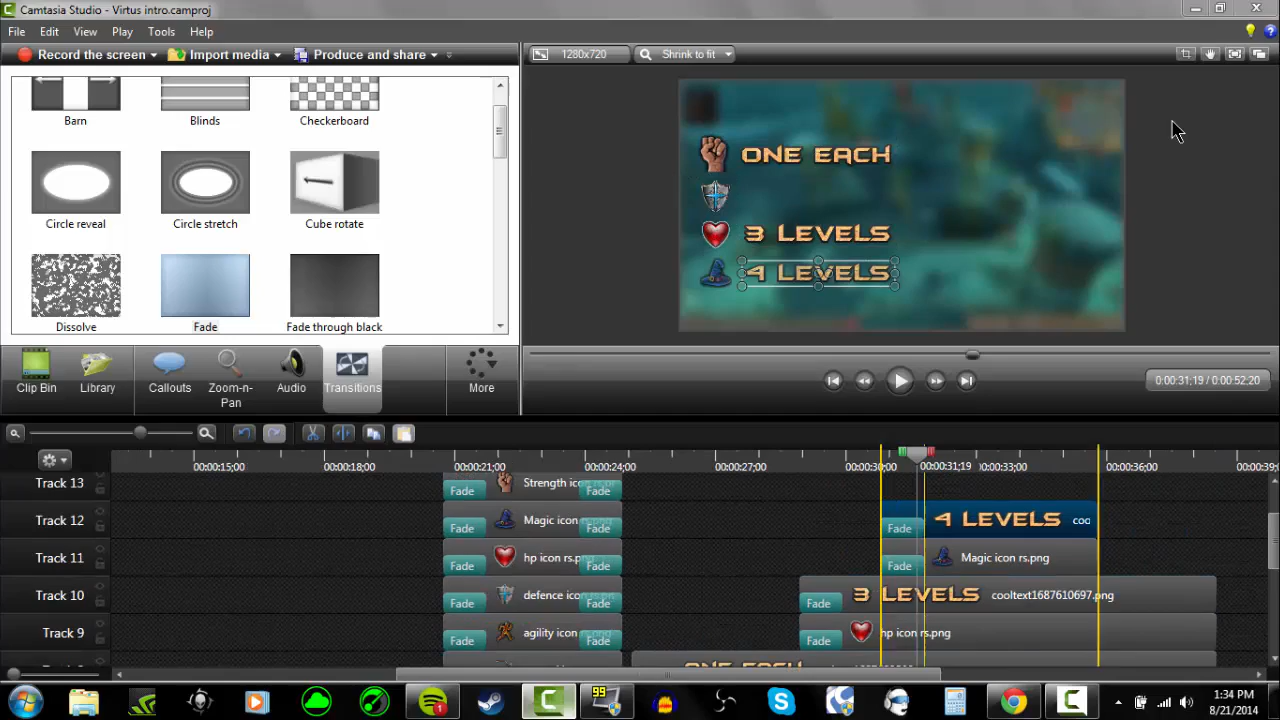 Camtasia Studio - Virtus intro.camproj
File Edit View Play Tools Help
Record the screen Import media Produce and share
1280x720 Shrink to fit
Barn Blinds Checkerboard
Circle reveal Circle stretch Cube rotate
Dissolve Fade Fade through black
ONE EACH
3 LEVELS
4 LEVELS
Clip Bin Library Callouts Zoom-n-Pan Audio Transitions More
0:00:31;19 / 0:00:52;20
00:00:15;00 00:00:18;00 00:00:21;00 00:00:24;00 00:00:27;00 00:00:30;00 00:00:31;19 00:00:33;00 00:00:36;00
Track 13 Fade Strength Fade
Track 12 Fade Magic icon Fade Fade 4 LEVELS coo
Track 11 Fade hp icon rs.png Fade Fade Magic icon rs.png
Track 10 Fade defence Fade Fade 3 LEVELS cooltext1687610697.png
Track 9 Fade agility icon Fade Fade hp icon rs.png
ONE EACH
99
1
1:34 PM
8/21/2014